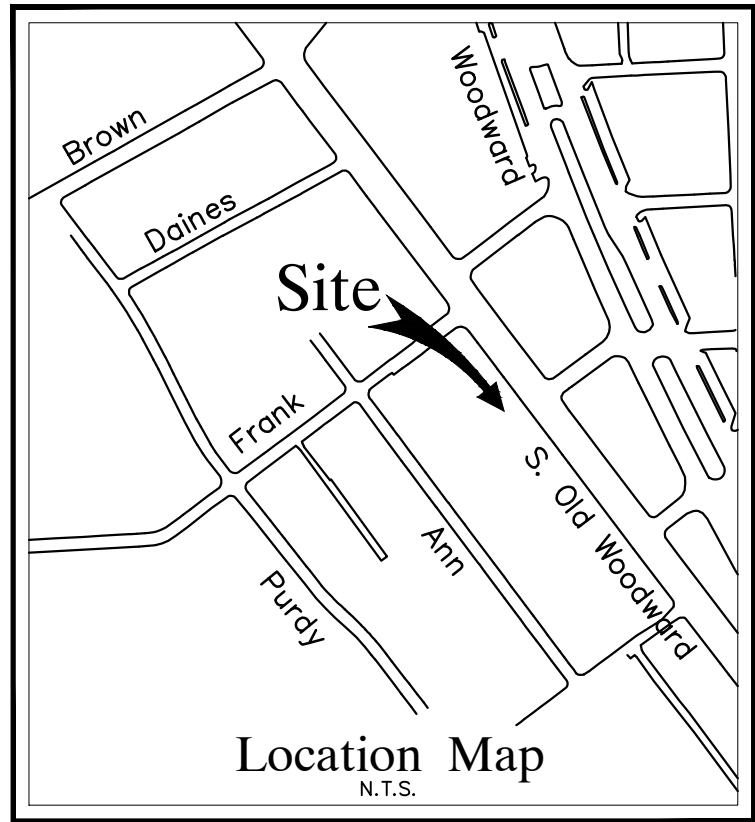 Woodward
Brown
Daines
Site
Frank
S. Old Woodward
Ann
Purdy
Location Map
N.T.S.